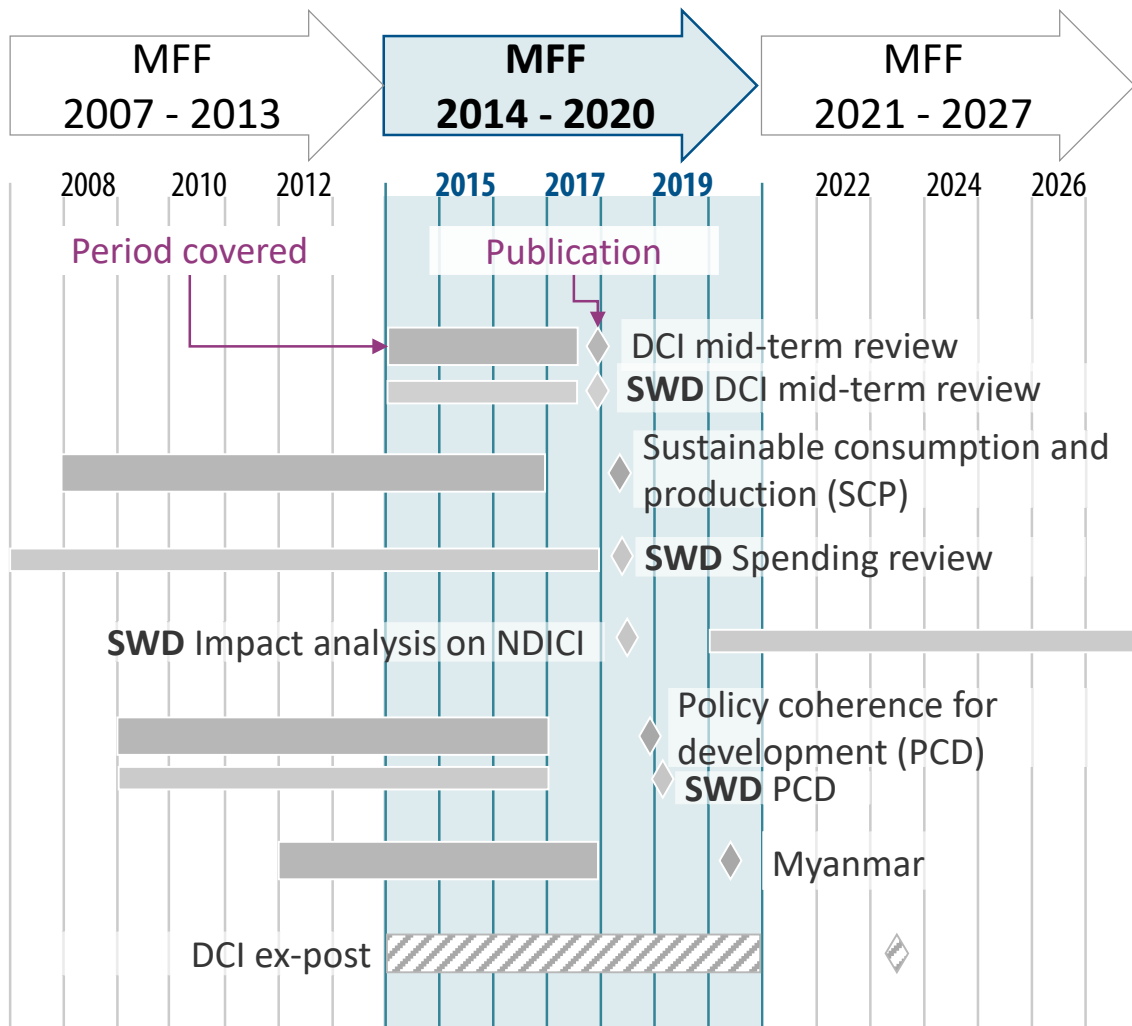 MFF
2007 - 2013
MFF
2014 - 2020
MFF
2021 - 2027
2008 2010 2012 2015 2017 2019 2022 2024 2026
Period covered
Publication
DCI mid-term review
SWD DCI mid-term review
Sustainable consumption and
production (SCP)
SWD Spending review
SWD Impact analysis on NDICI
Policy coherence for
development (PCD)
SWD PCD
Myanmar
DCI ex-post